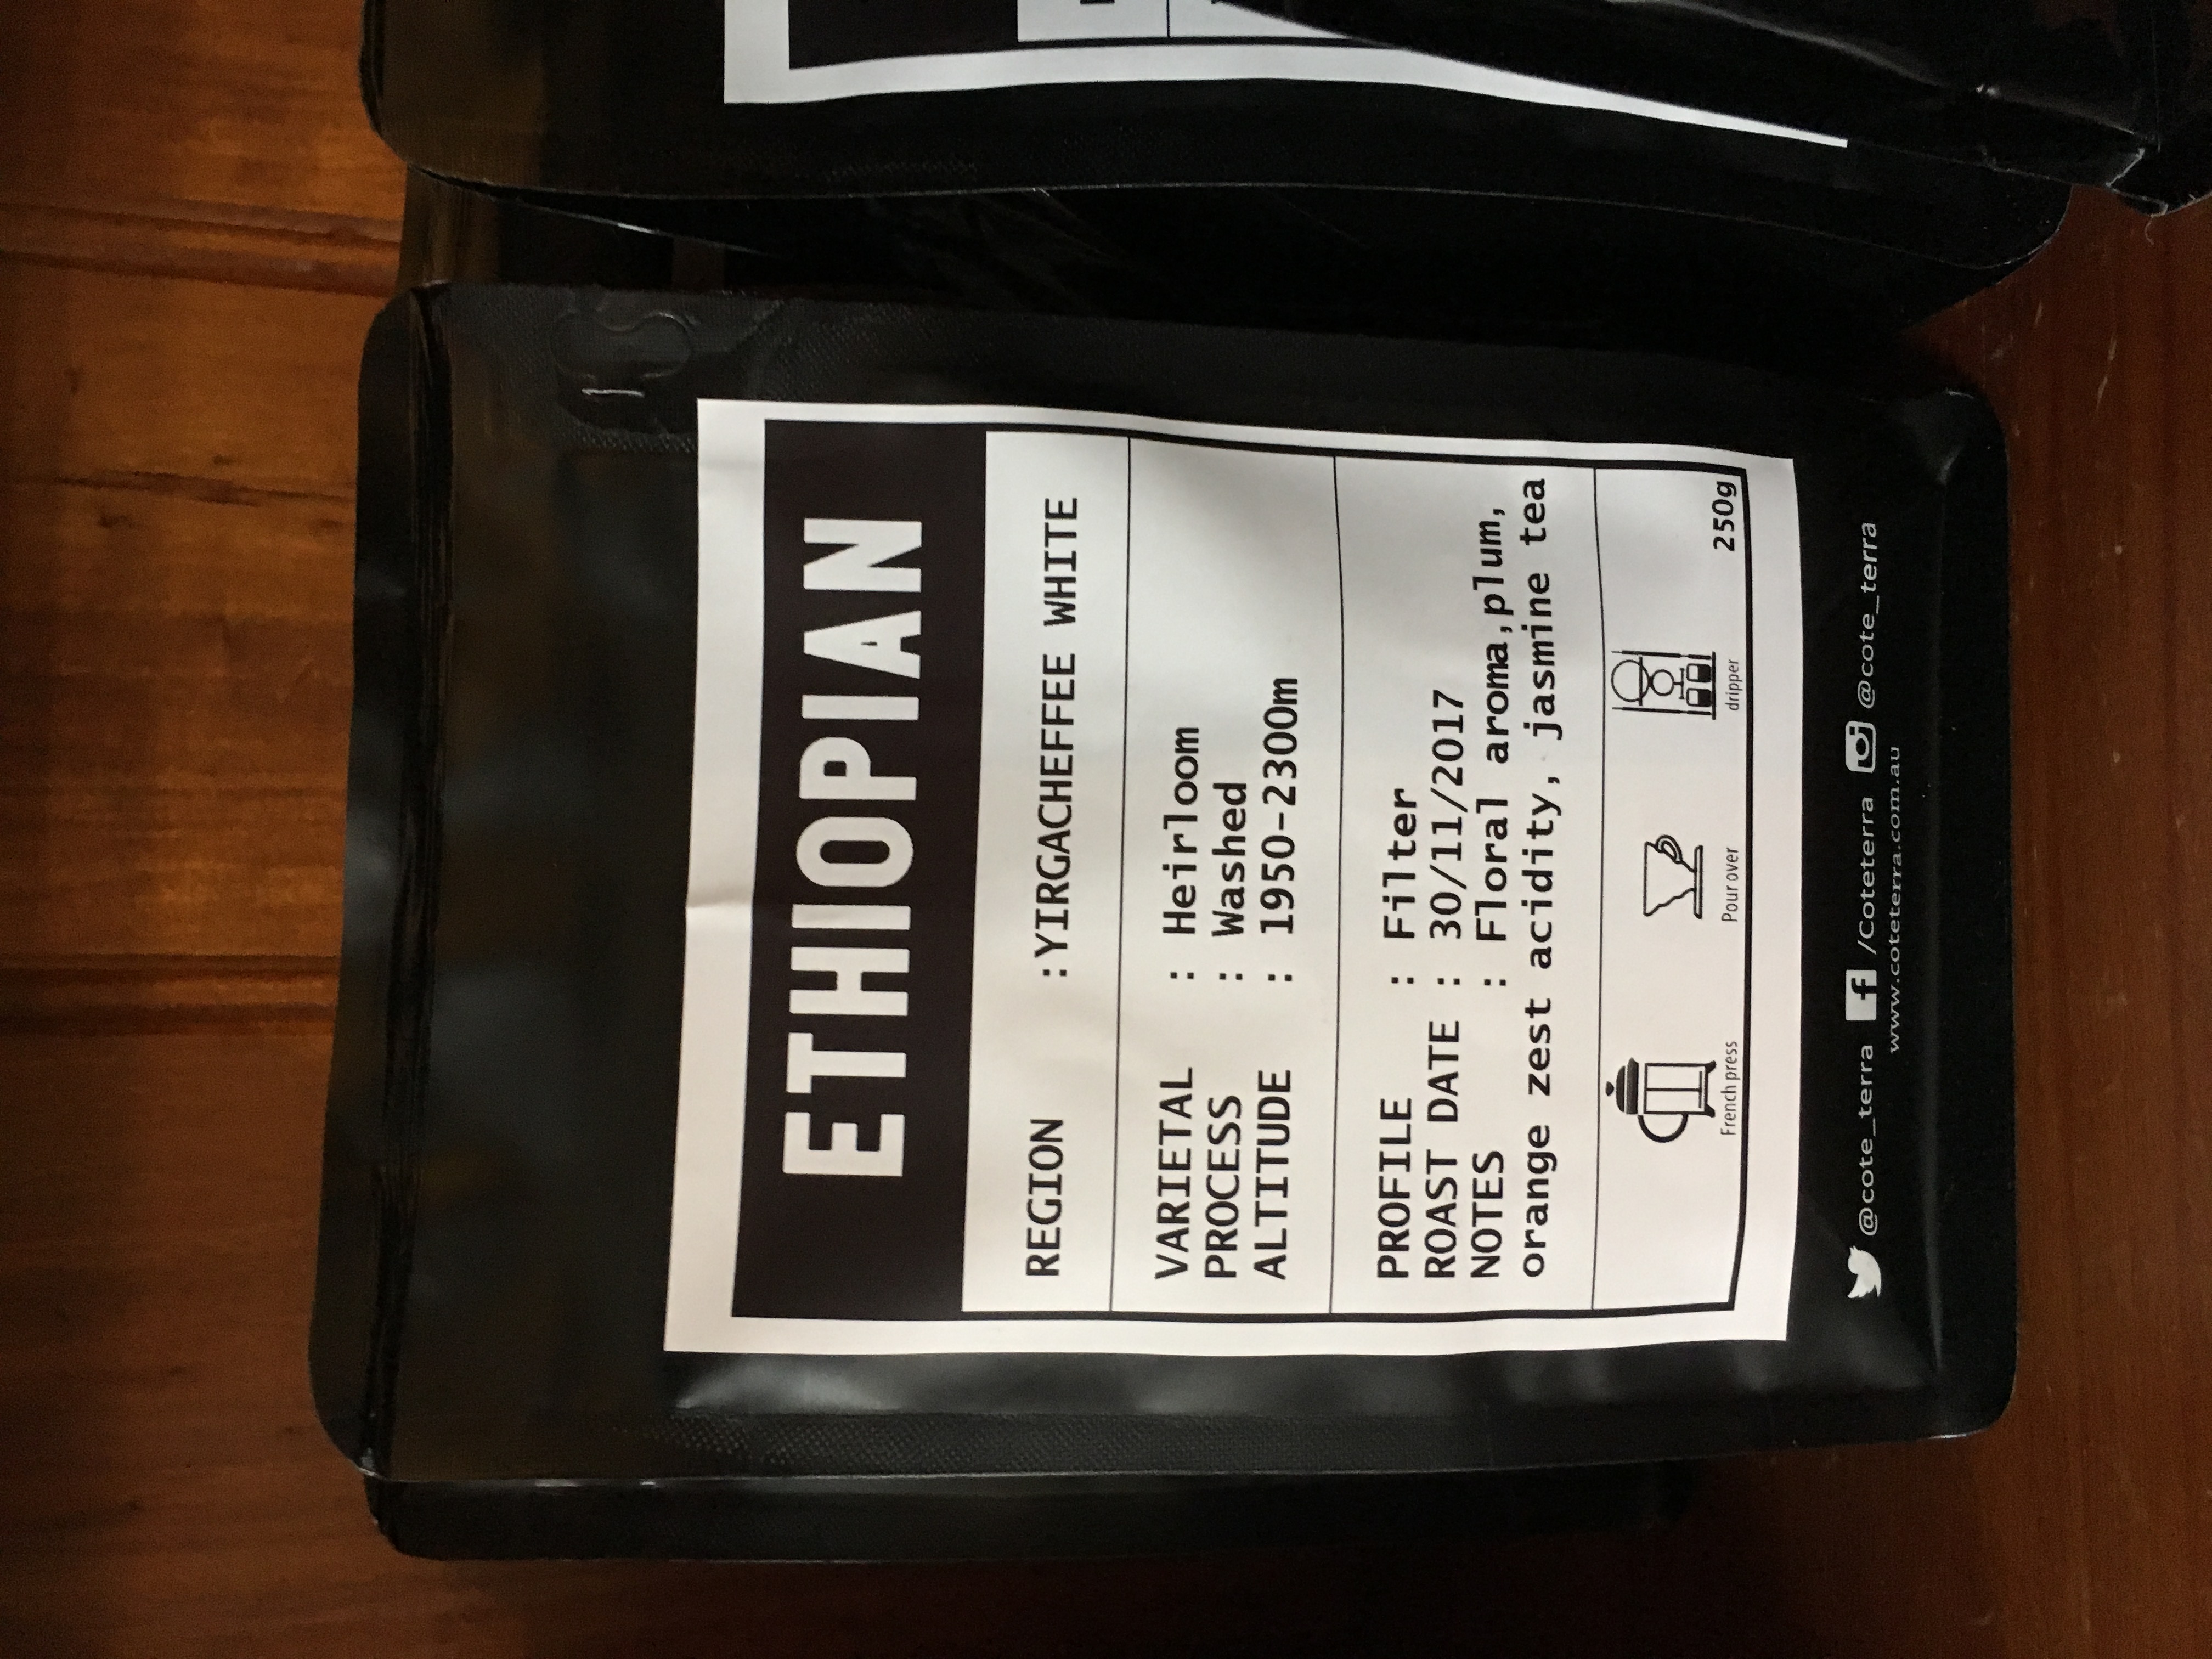 ETHIOPIAN
REGION :YIRGACHEFFEE WHITE
VARIETAL : Heirloom
PROCESS : Washed
ALTITUDE : 1950-2300m
PROFILE : Filter
ROAST DATE : 30/11/2017
NOTES : Floral aroma,plum,
orange zest acidity, jasmine tea
French press Pour over dripper 250g
@cote_terra /coteterra @cote_terra
www.coteterra.com.au